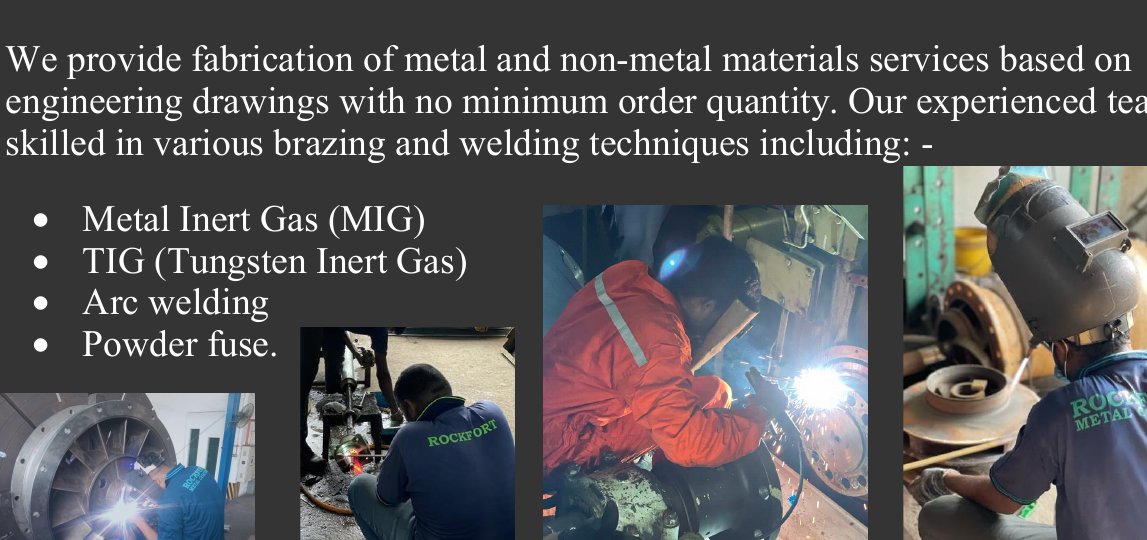 We provide fabrication of metal and non-metal materials services based on
engineering drawings with no minimum order quantity. Our experienced tea
skilled in various brazing and welding techniques including: -
• Metal Inert Gas (MIG)
• TIG (Tungsten Inert Gas)
• Arc welding
• Powder fuse.
ROCKFORT
METAL